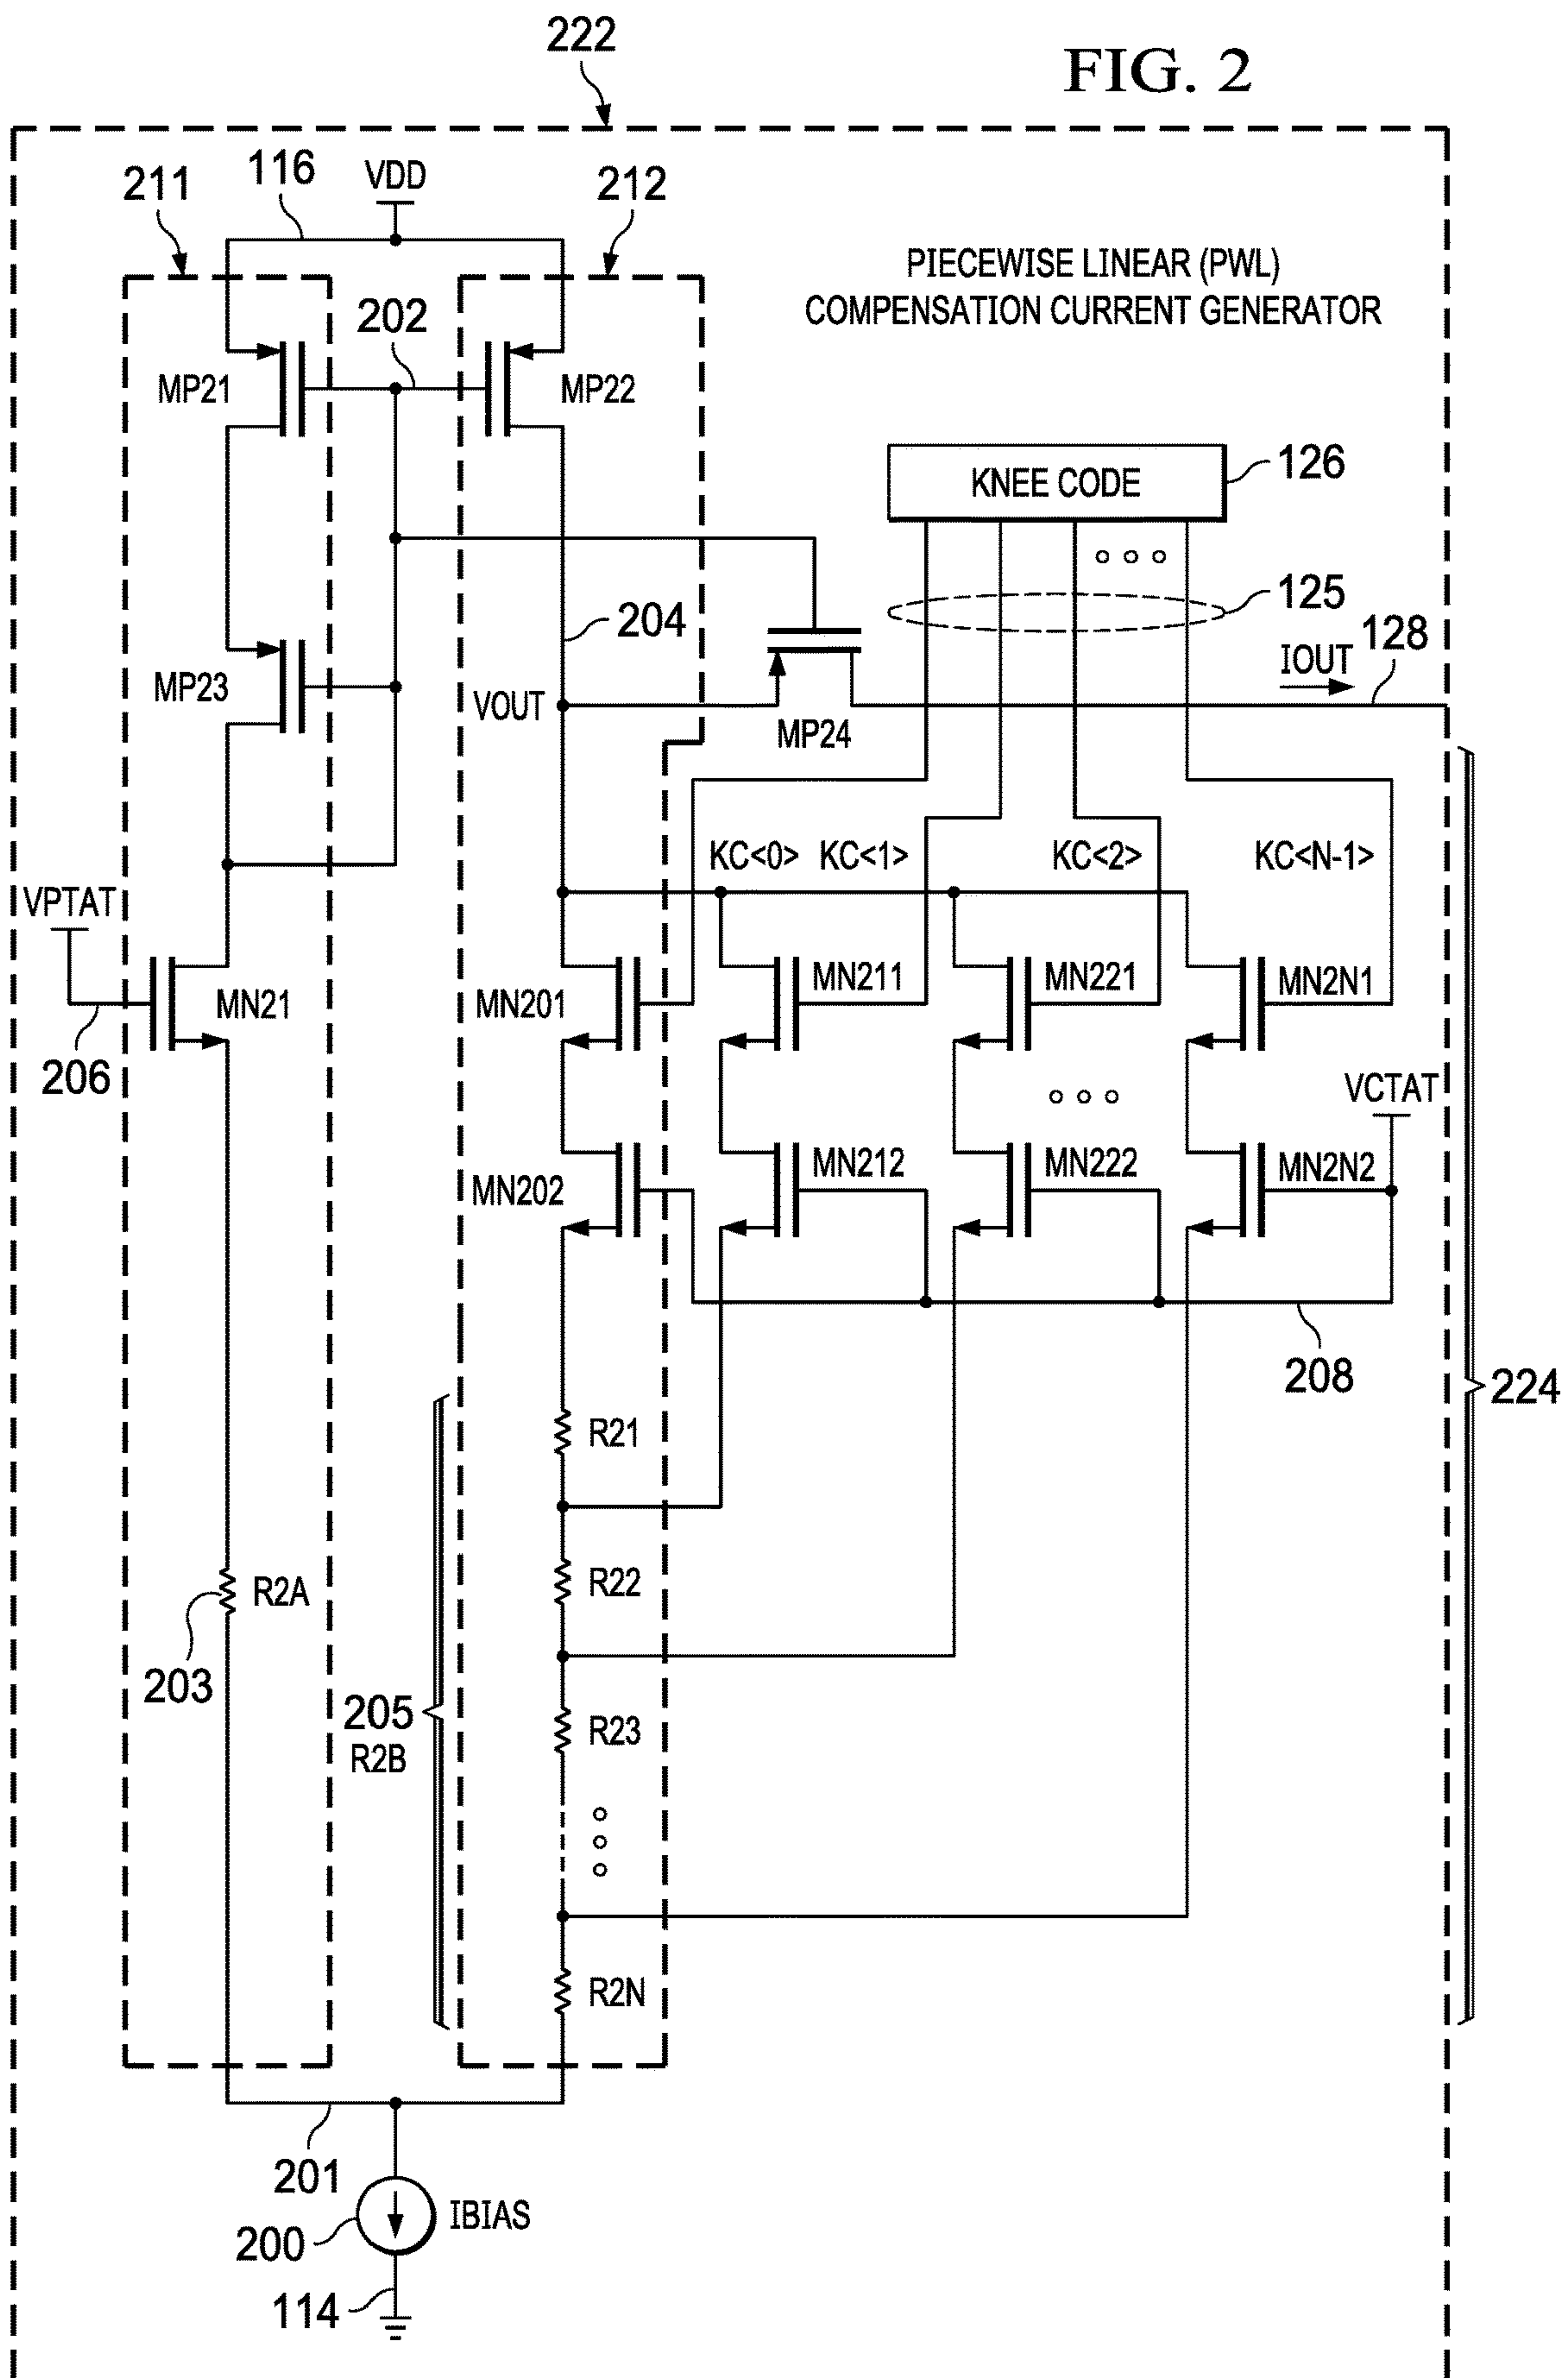 222
FIG. 2
211
116
VDD
212
PIECEWISE LINEAR (PWL)
COMPENSATION CURRENT GENERATOR
202
MP21
MP22
KNEE CODE
126
125
204
IOUT
128
MP23
VOUT
MP24
KC<0>
KC<1>
KC<2>
KC<N-1>
VPTAT
MN21
MN201
MN211
MN221
MN2N1
206
VCTAT
MN202
MN212
MN222
MN2N2
208
224
R21
R22
R2A
203
205
R2B
R23
R2N
201
200
IBIAS
114